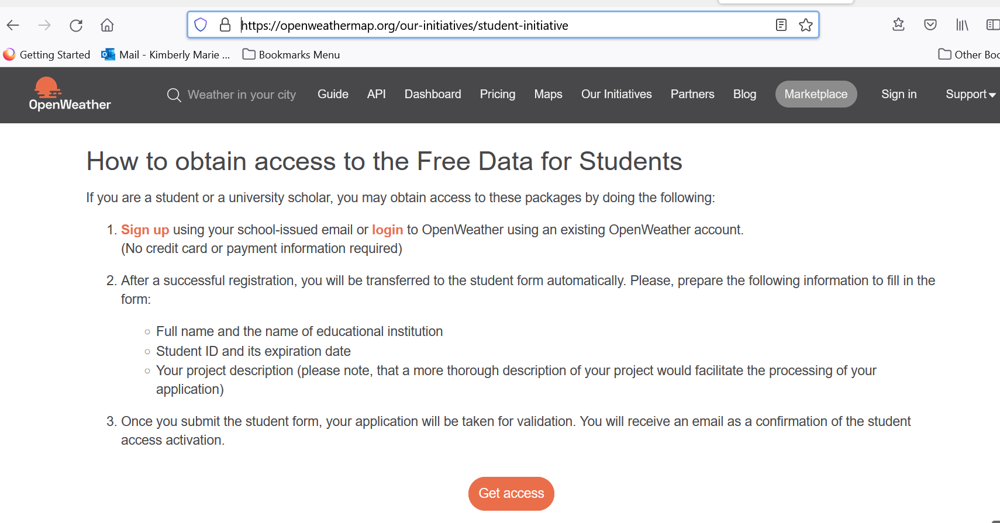 https://openweathermap.org/our-initiatives/student-initiative
Getting Started Mail - Kimberly Marie ... Bookmarks Menu Other Boo
OpenWeather Weather in your city Guide API Dashboard Pricing Maps Our Initiatives Partners Blog Marketplace Sign in Support
How to obtain access to the Free Data for Students
If you are a student or a university scholar, you may obtain access to these packages by doing the following:
1. Sign up using your school-issued email or login to OpenWeather using an existing OpenWeather account.
(No credit card or payment information required)
2. After a successful registration, you will be transferred to the student form automatically. Please, prepare the following information to fill in the
form:
Full name and the name of educational institution
Student ID and its expiration date
Your project description (please note, that a more thorough description of your project would facilitate the processing of your
application)
3. Once you submit the student form, your application will be taken for validation. You will receive an email as a confirmation of the student
access activation.
Get access